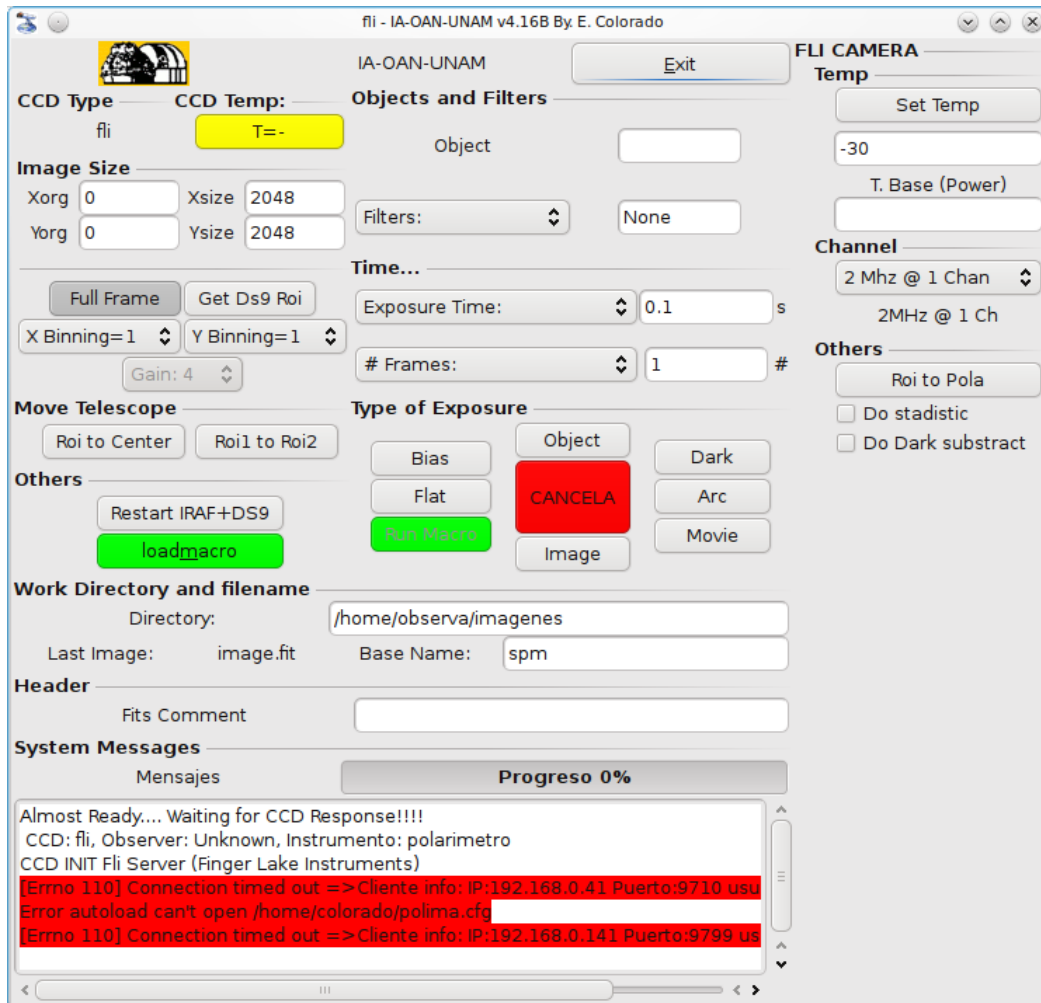 fli - IA-OAN-UNAM v4.16B By. E. Colorado
IA-OAN-UNAM
Exit
CCD Type
CCD Temp:
fli
T=-
Image Size
Xorg 0 Xsize 2048
Yorg 0 Ysize 2048
Full Frame Get Ds9 Roi
X Binning=1 Y Binning=1
Gain: 4
Move Telescope
Roi to Center Roi1 to Roi2
Others
Restart IRAF+DS9
loadmacro
Objects and Filters
Object
Filters: None
Time...
Exposure Time: 0.1 s
# Frames: 1 #
Type of Exposure
Bias
Flat
Run Macro
Object
CANCELA
Image
Dark
Arc
Movie
FLI CAMERA
Temp
Set Temp
-30
T. Base (Power)
Channel
2 Mhz @ 1 Chan
2MHz @ 1 Ch
Others
Roi to Pola
Do stadistic
Do Dark substract
Work Directory and filename
Directory: /home/observa/imagenes
Last Image: image.fit Base Name: spm
Header
Fits Comment
System Messages
Mensajes Progreso 0%
Almost Ready.... Waiting for CCD Response!!!!
CCD: fli, Observer: Unknown, Instrumento: polarimetro
CCD INIT Fli Server (Finger Lake Instruments)
[Errno 110] Connection timed out =>Cliente info: IP:192.168.0.41 Puerto:9710 usu
Error autoload can't open /home/colorado/polima.cfg
[Errno 110] Connection timed out =>Cliente info: IP:192.168.0.141 Puerto:9799 us